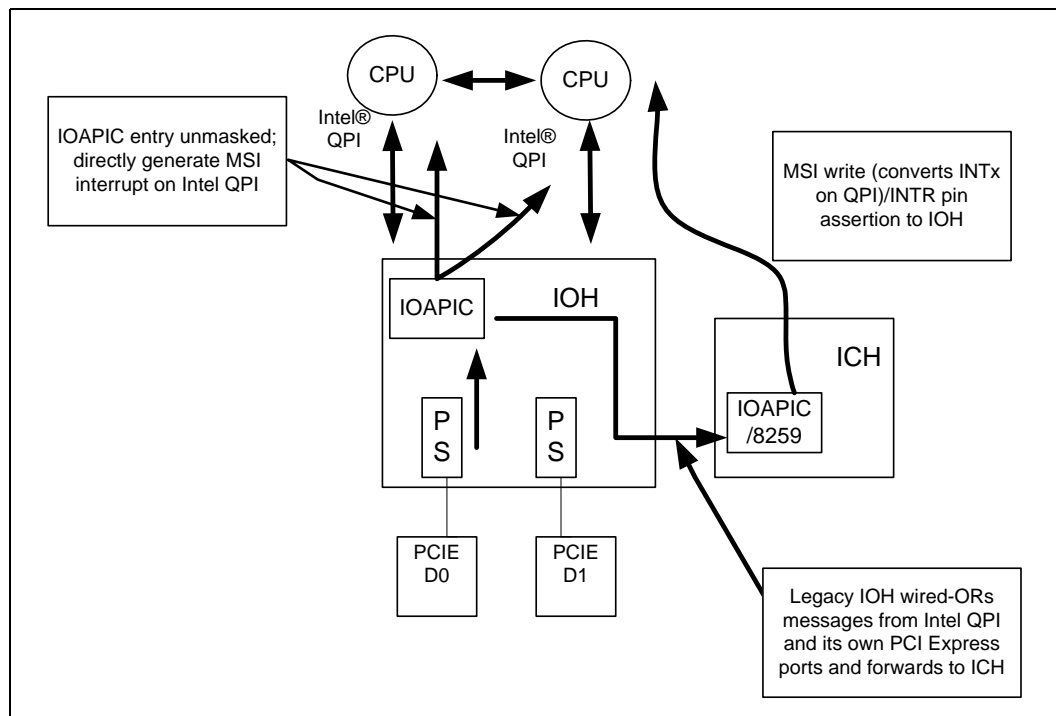 CPU
CPU
Intel®
QPI
Intel®
QPI
IOAPIC entry unmasked;
directly generate MSI
interrupt on Intel QPI
MSI write (converts INTx
on QPI)/INTR pin
assertion to IOH
IOAPIC
IOH
ICH
IOAPIC
/8259
P
S
P
S
PCIE
D0
PCIE
D1
Legacy IOH wired-ORs
messages from Intel QPI
and its own PCI Express
ports and forwards to ICH